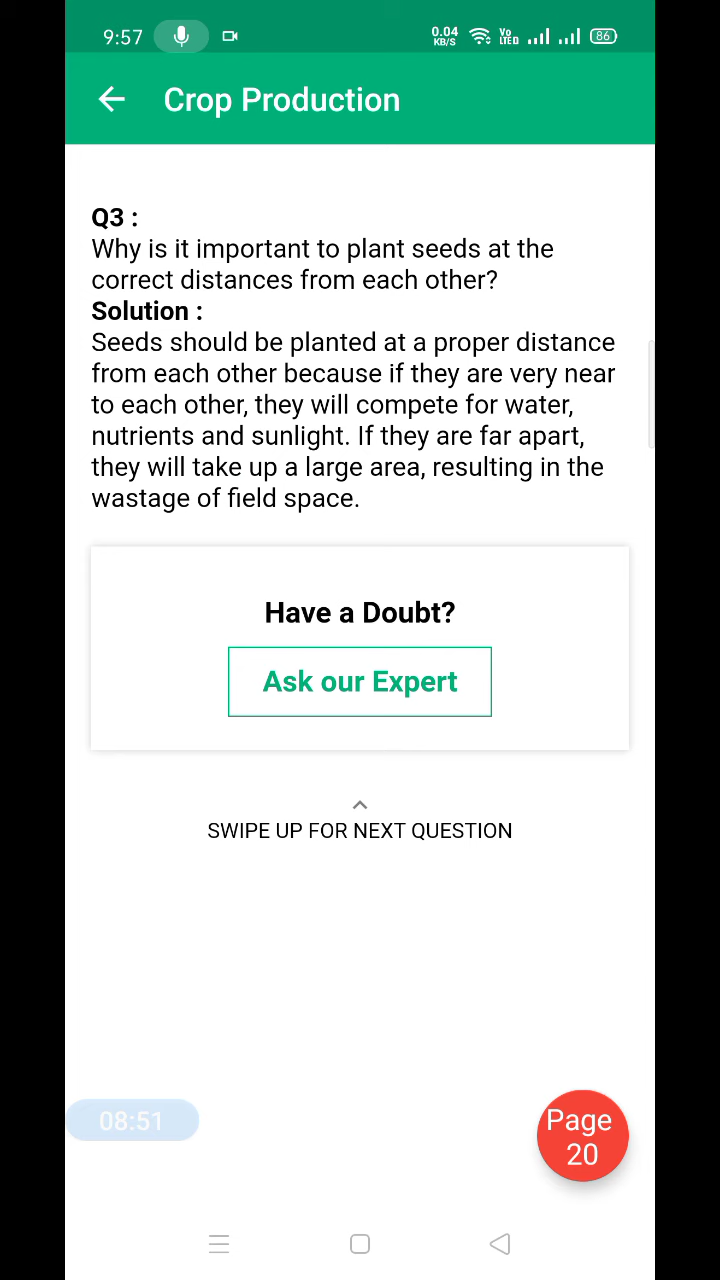 9:57
0.04
KB/S
Vo
LTED
86
Crop Production
Q3 :
Why is it important to plant seeds at the
correct distances from each other?
Solution :
Seeds should be planted at a proper distance
from each other because if they are very near
to each other, they will compete for water,
nutrients and sunlight. If they are far apart,
they will take up a large area, resulting in the
wastage of field space.
Have a Doubt?
Ask our Expert
SWIPE UP FOR NEXT QUESTION
08:51
Page
20